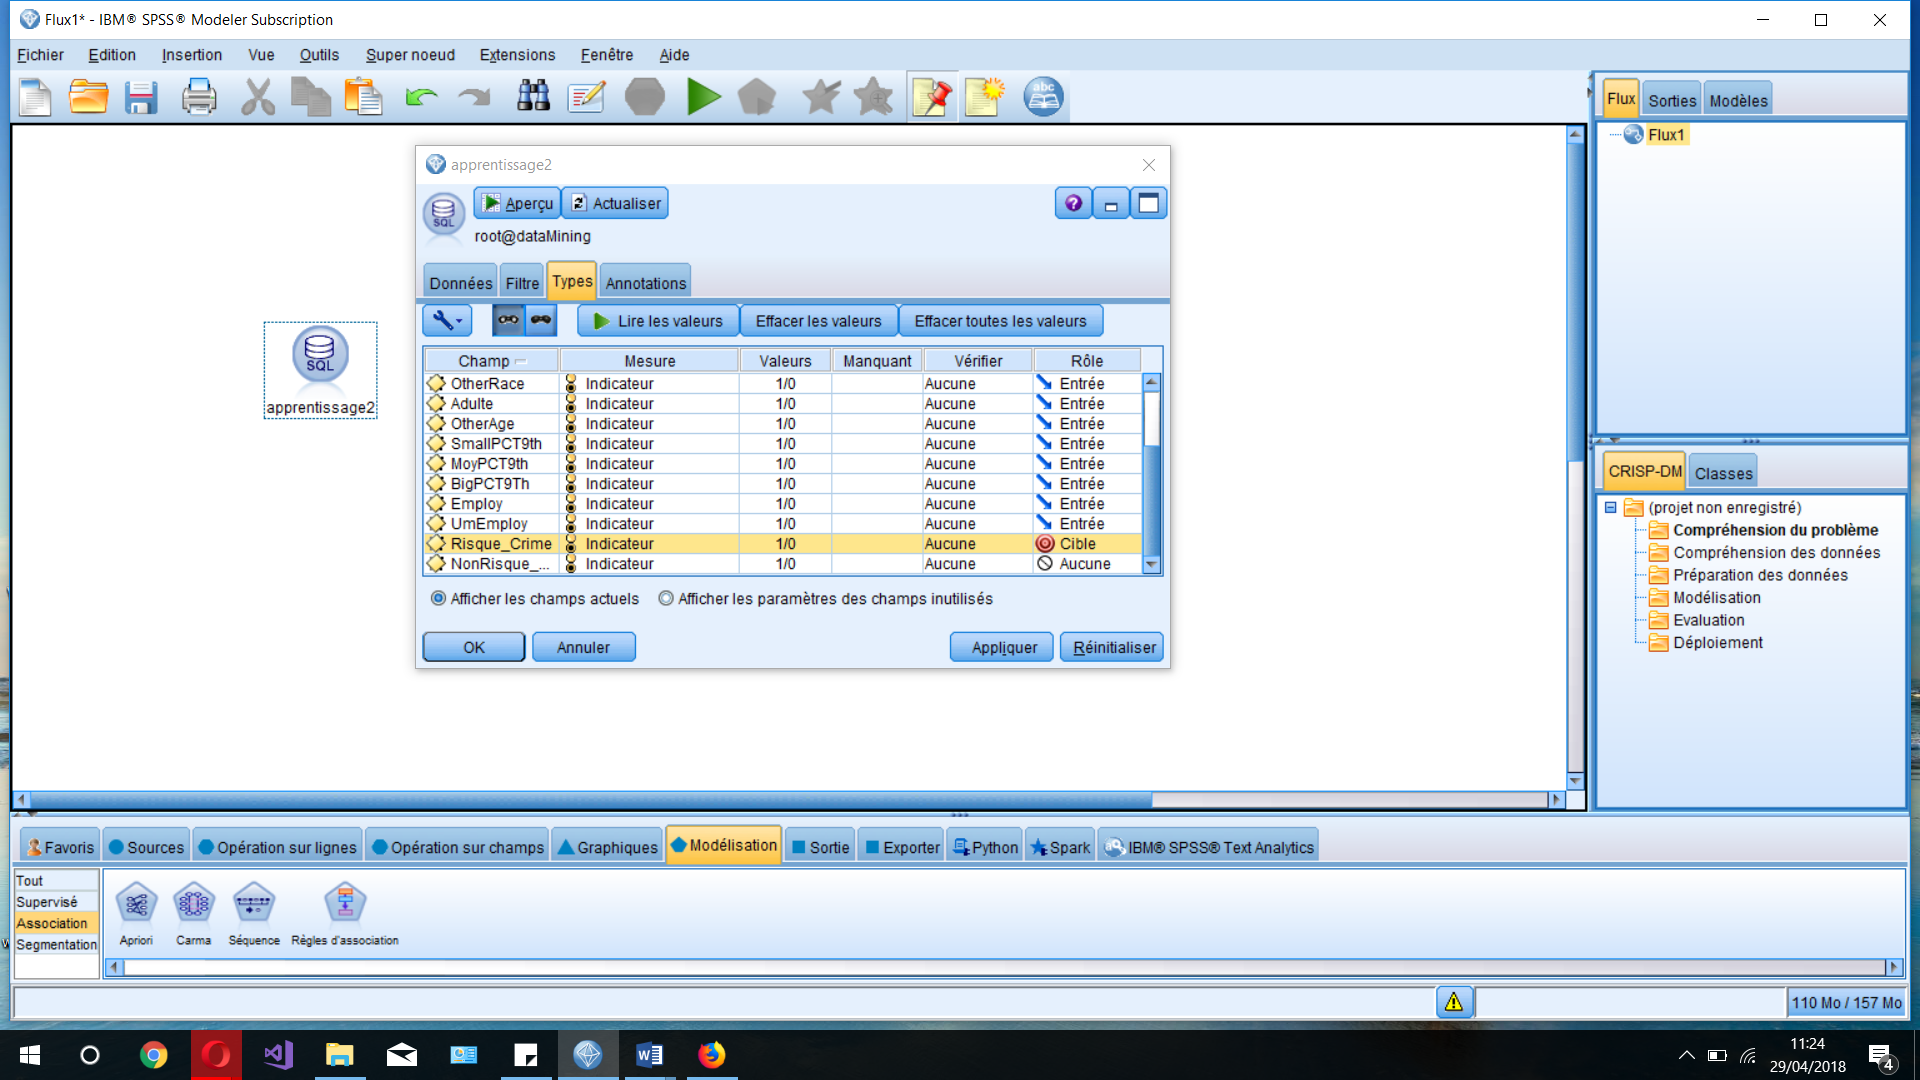 Flux1* - IBM® SPSS® Modeler Subscription
Fichier Edition Insertion Vue Outils Super noeud Extensions Fenêtre Aide
abc
Flux Sorties Modèles
Flux1
apprentissage2
SQL
Aperçu Actualiser
root@dataMining
Données Filtre Types Annotations
Lire les valeurs Effacer les valeurs Effacer toutes les valeurs
Champ Mesure Valeurs Manquant Vérifier Rôle
OtherRace Indicateur 1/0 Aucune Entrée
Adulte Indicateur 1/0 Aucune Entrée
OtherAge Indicateur 1/0 Aucune Entrée
SmallPCT9th Indicateur 1/0 Aucune Entrée
MoyPCT9th Indicateur 1/0 Aucune Entrée
BigPCT9Th Indicateur 1/0 Aucune Entrée
Employ Indicateur 1/0 Aucune Entrée
UmEmploy Indicateur 1/0 Aucune Entrée
Risque_Crime Indicateur 1/0 Aucune Cible
NonRisque_... Indicateur 1/0 Aucune Aucune
Afficher les champs actuels Afficher les paramètres des champs inutilisés
OK Annuler Appliquer Réinitialiser
SQL
apprentissage2
CRISP-DM Classes
(projet non enregistré)
Compréhension du problème
Compréhension des données
Préparation des données
Modélisation
Evaluation
Déploiement
Favoris Sources Opération sur lignes Opération sur champs Graphiques Modélisation Sortie Exporter Python Spark IBM® SPSS® Text Analytics
Tout
Supervisé
Association
Segmentation
Apriori Carma Séquence Règles d'association
110 Mo / 157 Mo
11:24
29/04/2018
4